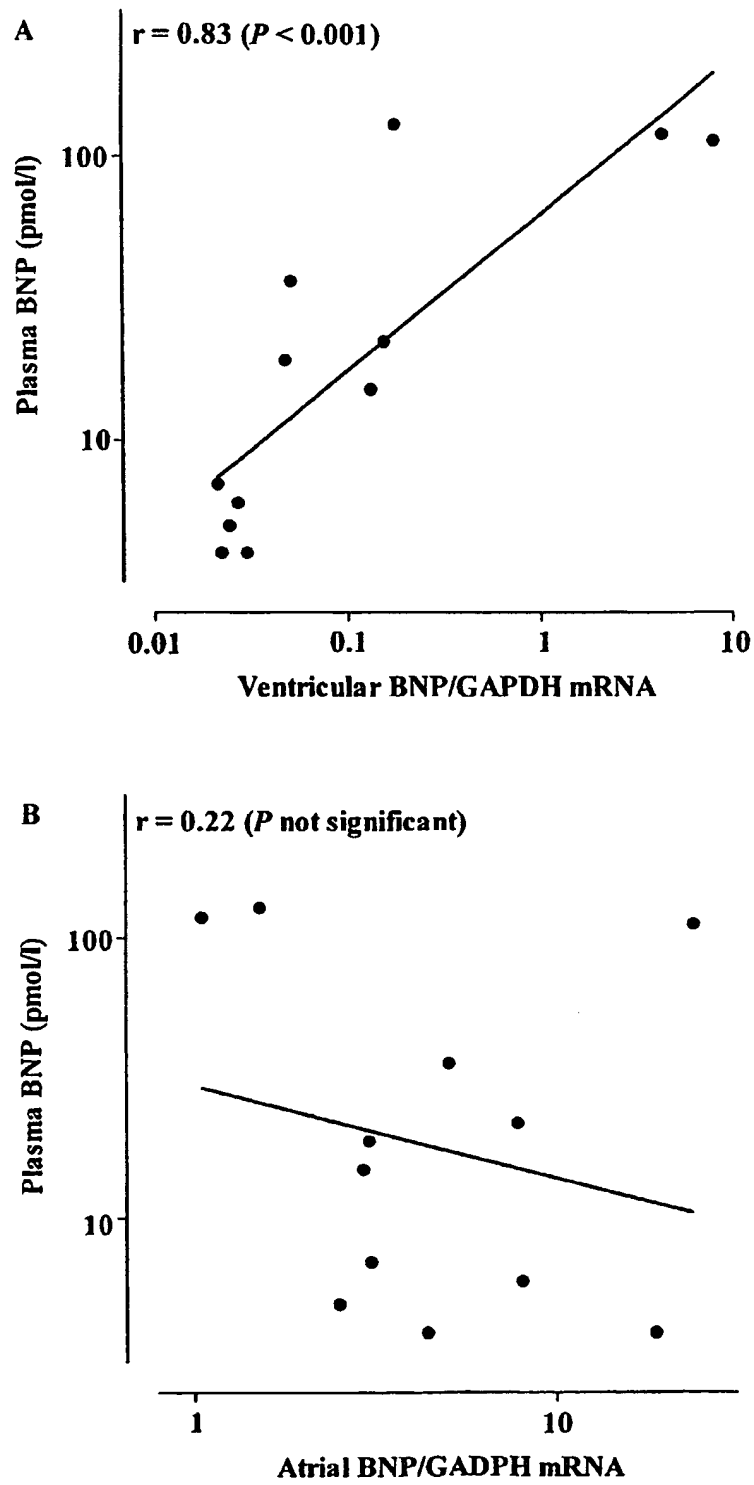 A
r = 0.83 (P < 0.001)
Plasma BNP (pmol/l)
100
10
0.01 0.1 1 10
Ventricular BNP/GAPDH mRNA
B
r = 0.22 (P not significant)
Plasma BNP (pmol/l)
100
10
1 10
Atrial BNP/GADPH mRNA